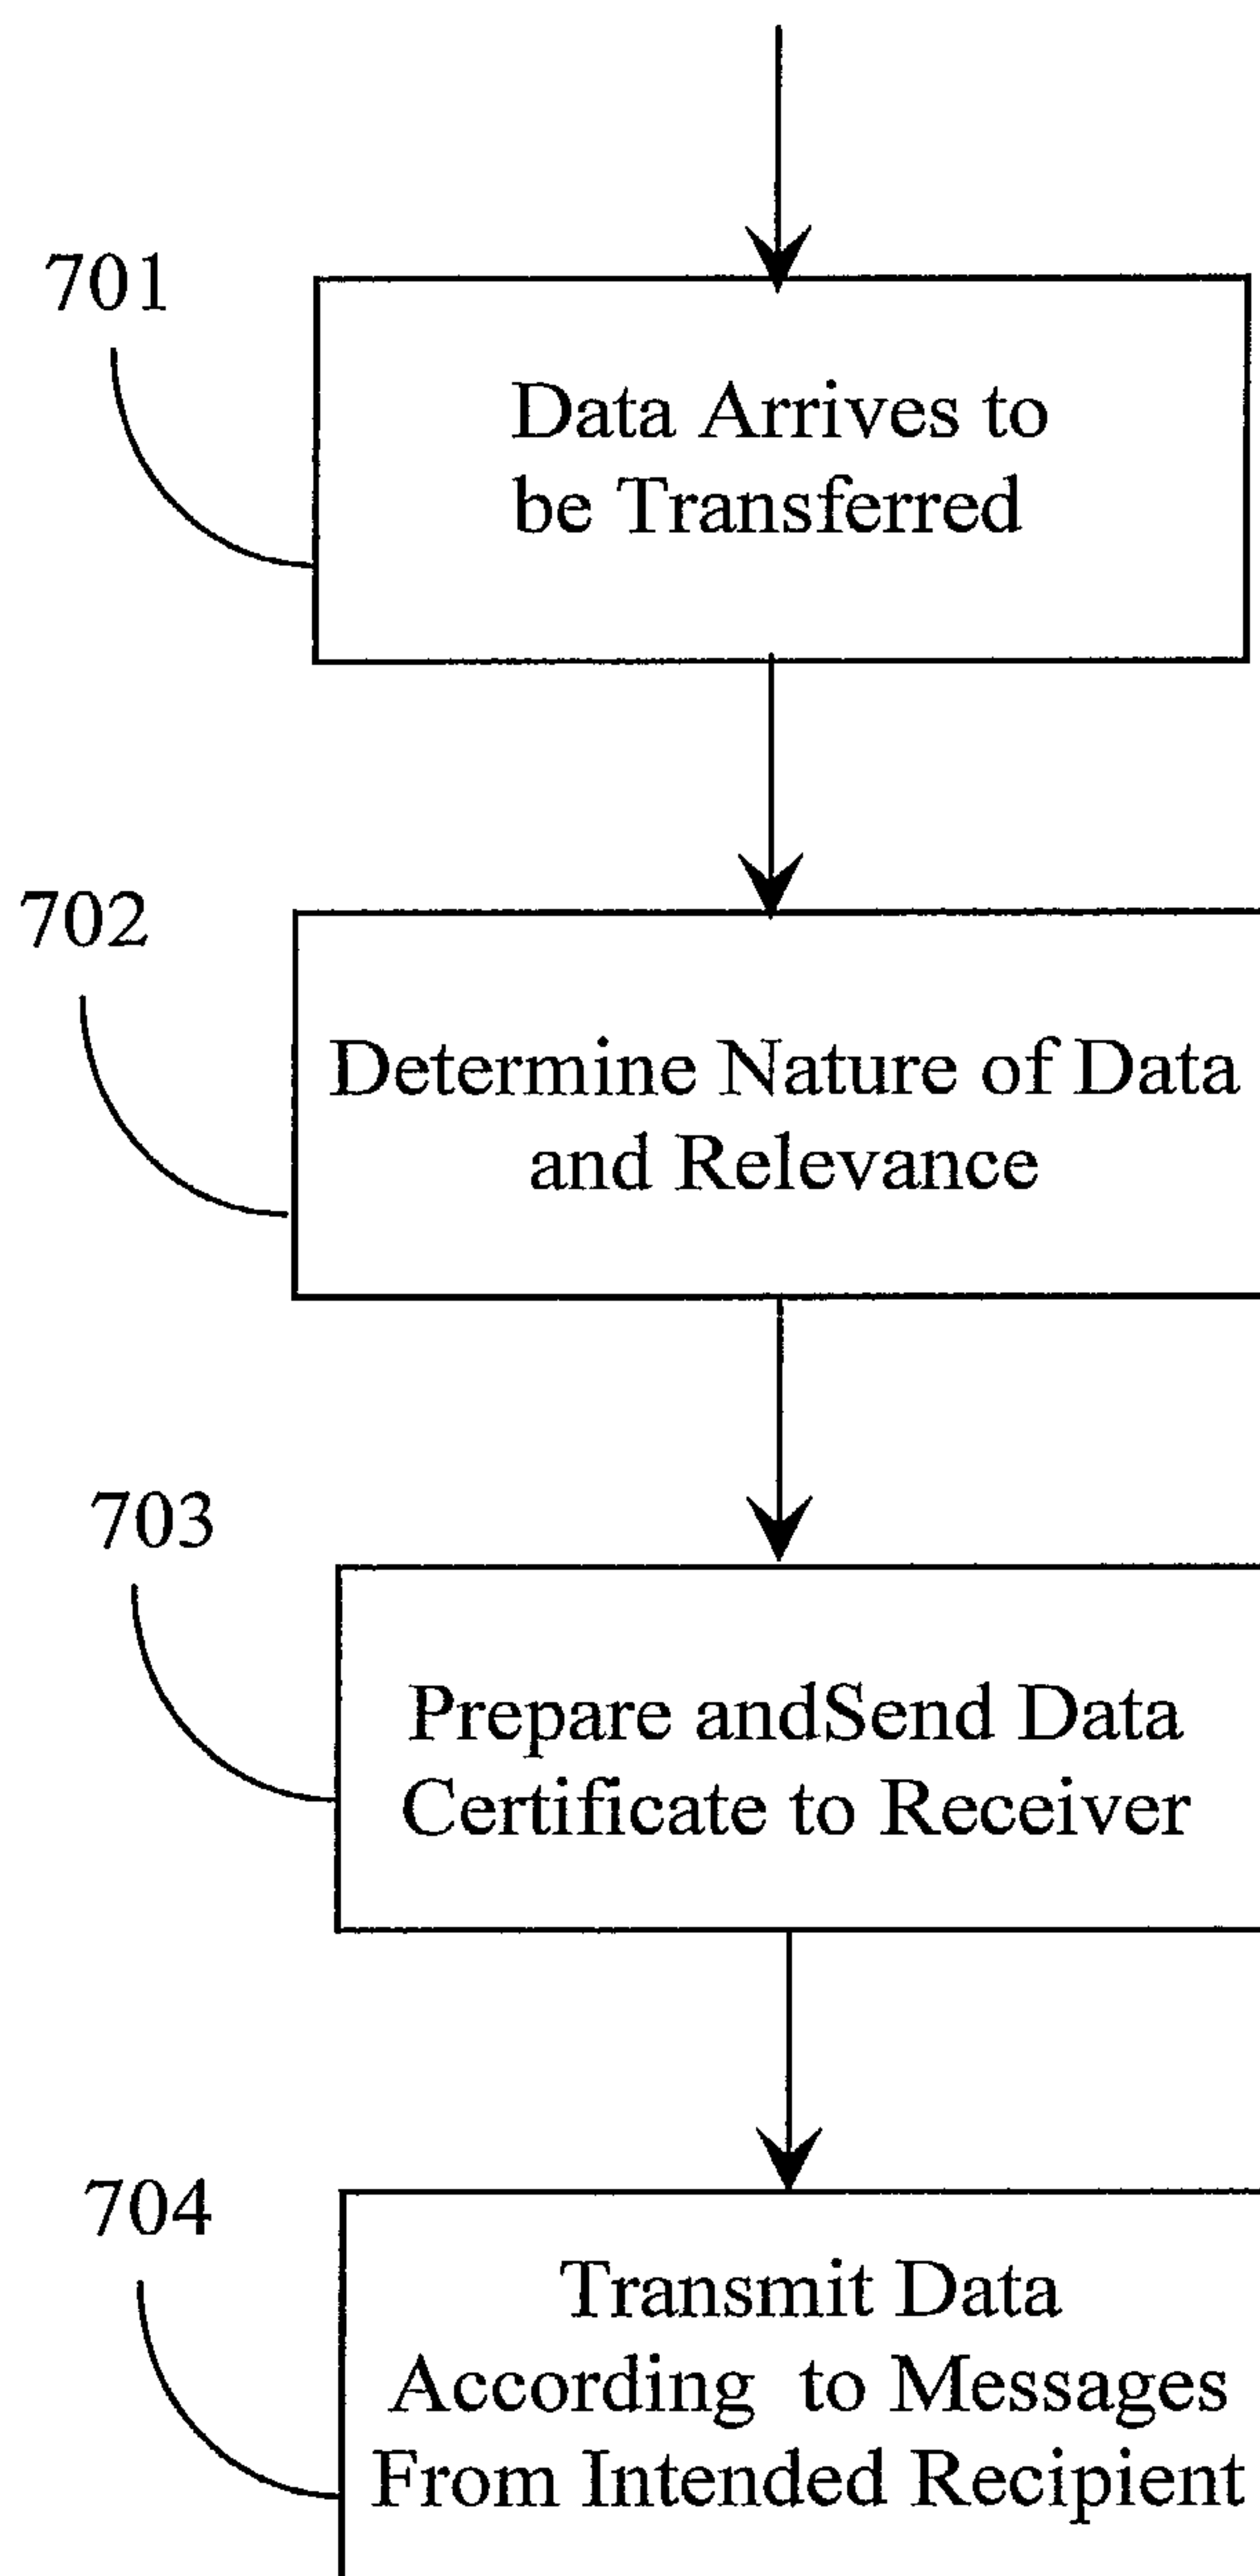 701
Data Arrives to
be Transferred
702
Determine Nature of Data
and Relevance
703
Prepare andSend Data
Certificate to Receiver
704
Transmit Data
According to Messages
From Intended Recipient